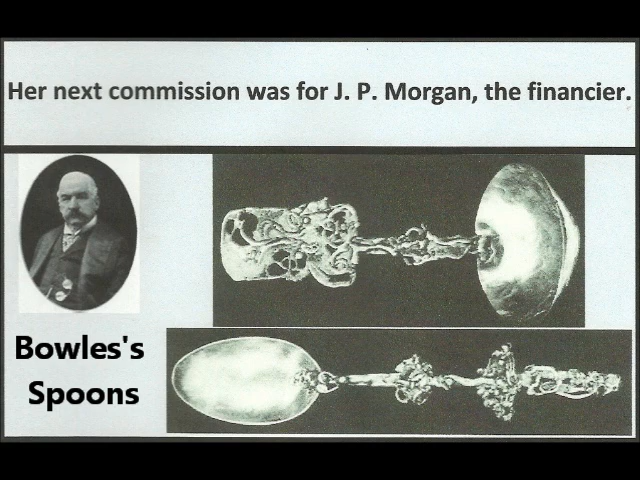 Her next commission was for J. P. Morgan, the financier.
Bowles's
Spoons